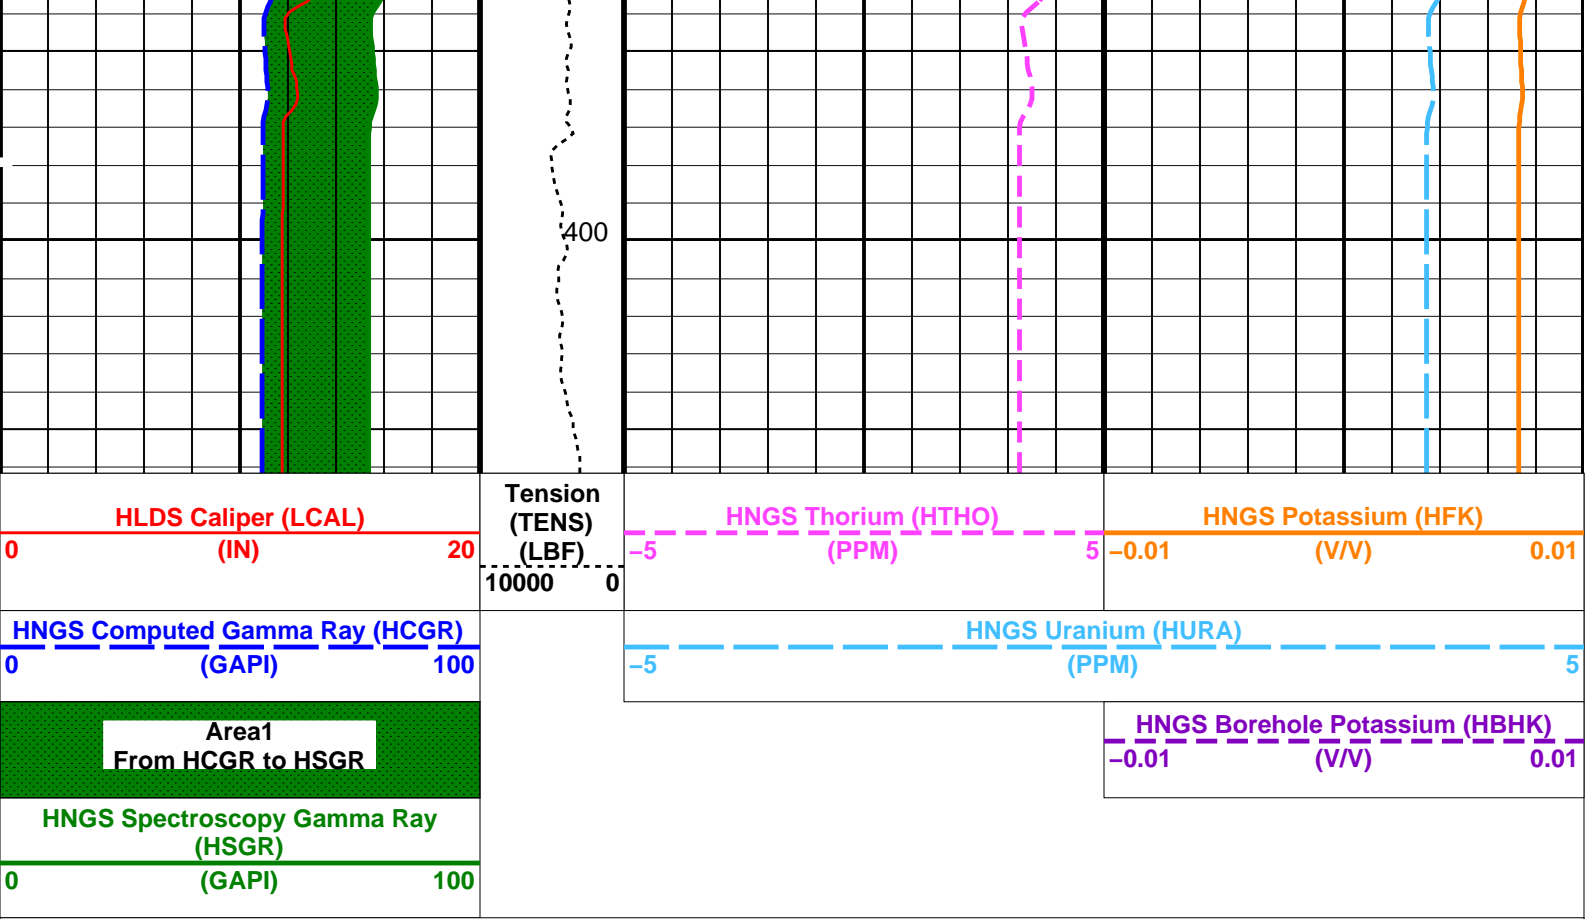 400
HLDS Caliper (LCAL)
0 (IN) 20
Tension
(TENS)
(LBF)
10000 0
HNGS Thorium (HTHO)
−5 (PPM) 5
HNGS Potassium (HFK)
−0.01 (V/V) 0.01
HNGS Computed Gamma Ray (HCGR)
0 (GAPI) 100
HNGS Uranium (HURA)
−5 (PPM) 5
Area1
From HCGR to HSGR
HNGS Borehole Potassium (HBHK)
−0.01 (V/V) 0.01
HNGS Spectroscopy Gamma Ray
(HSGR)
0 (GAPI) 100